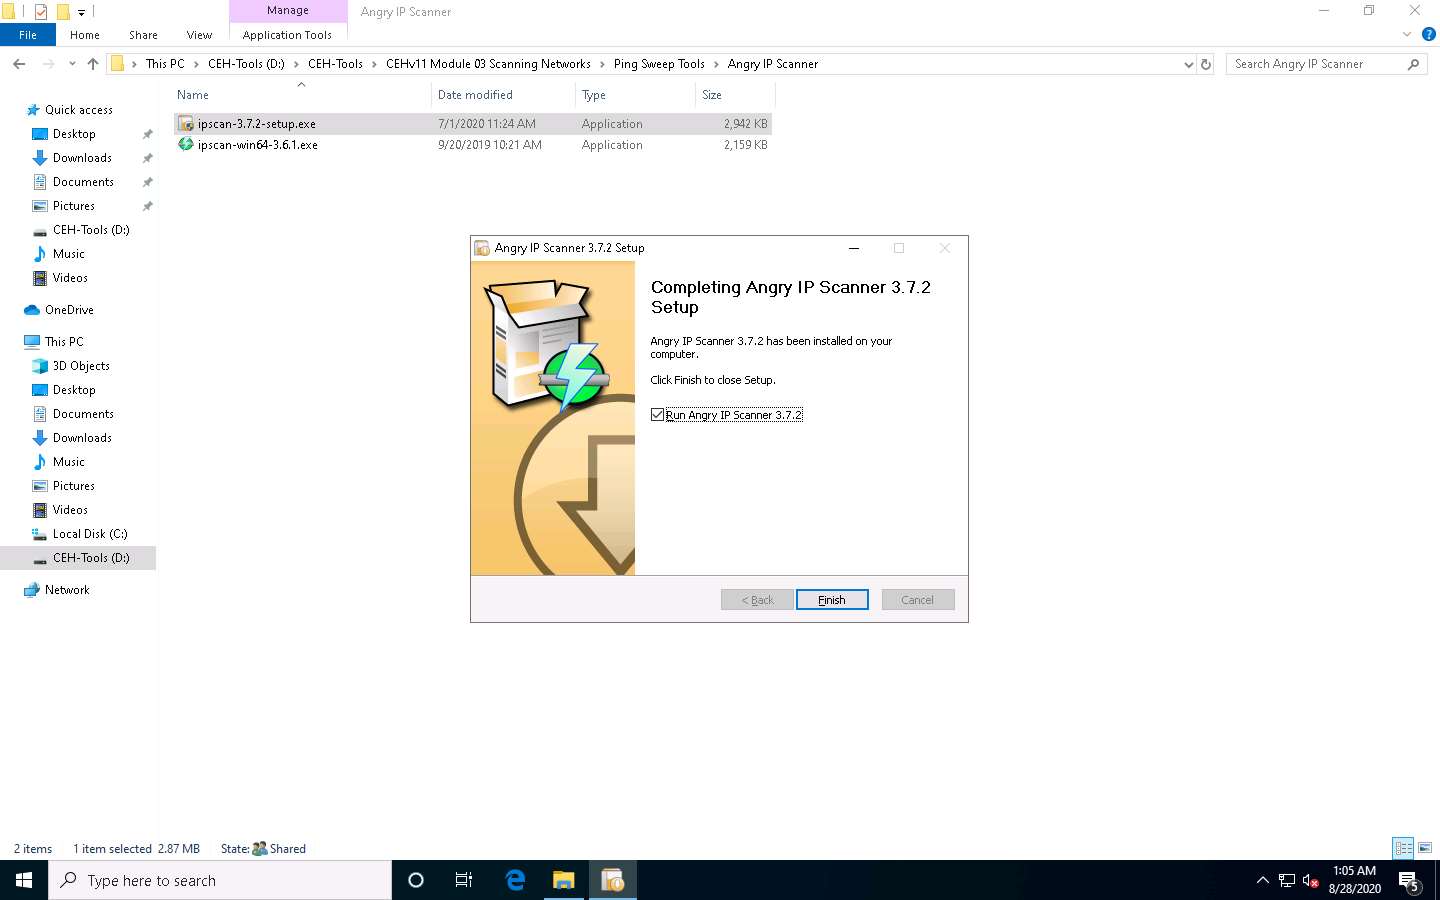 Manage
Angry IP Scanner
File
Home
Share
View
Application Tools
This PC > CEH-Tools (D:) > CEH-Tools > CEHv11 Module 03 Scanning Networks > Ping Sweep Tools > Angry IP Scanner
Search Angry IP Scanner
Name
Date modified
Type
Size
ipscan-3.7.2-setup.exe
7/1/2020 11:24 AM
Application
2,942 KB
ipscan-win64-3.6.1.exe
9/20/2019 10:21 AM
Application
2,159 KB
Quick access
Desktop
Downloads
Documents
Pictures
CEH-Tools (D:)
Music
Videos
OneDrive
This PC
3D Objects
Desktop
Documents
Downloads
Music
Pictures
Videos
Local Disk (C:)
CEH-Tools (D:)
Network
Angry IP Scanner 3.7.2 Setup
Completing Angry IP Scanner 3.7.2
Setup
Angry IP Scanner 3.7.2 has been installed on your
computer.
Click Finish to close Setup.
Run Angry IP Scanner 3.7.2
< Back
Finish
Cancel
2 items
1 item selected 2.87 MB
State: Shared
Type here to search
1:05 AM
8/28/2020
5